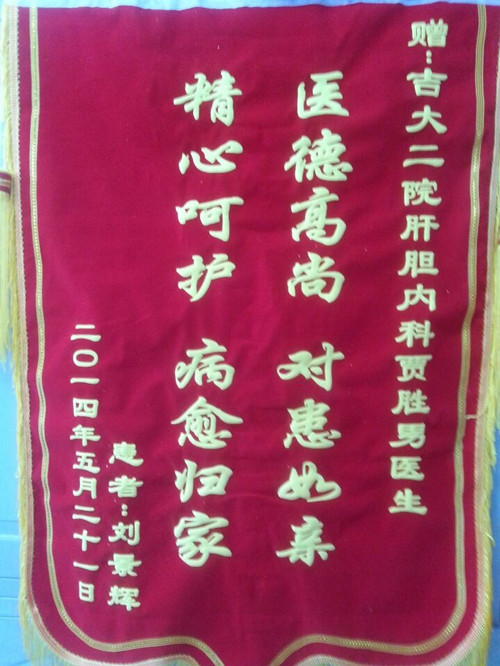 赠:吉大二院肝胆内科贾胜男医生
医德高尚 对患如亲
精心呵护 病愈归家
患者:刘景辉
二〇一四年五月二十一日